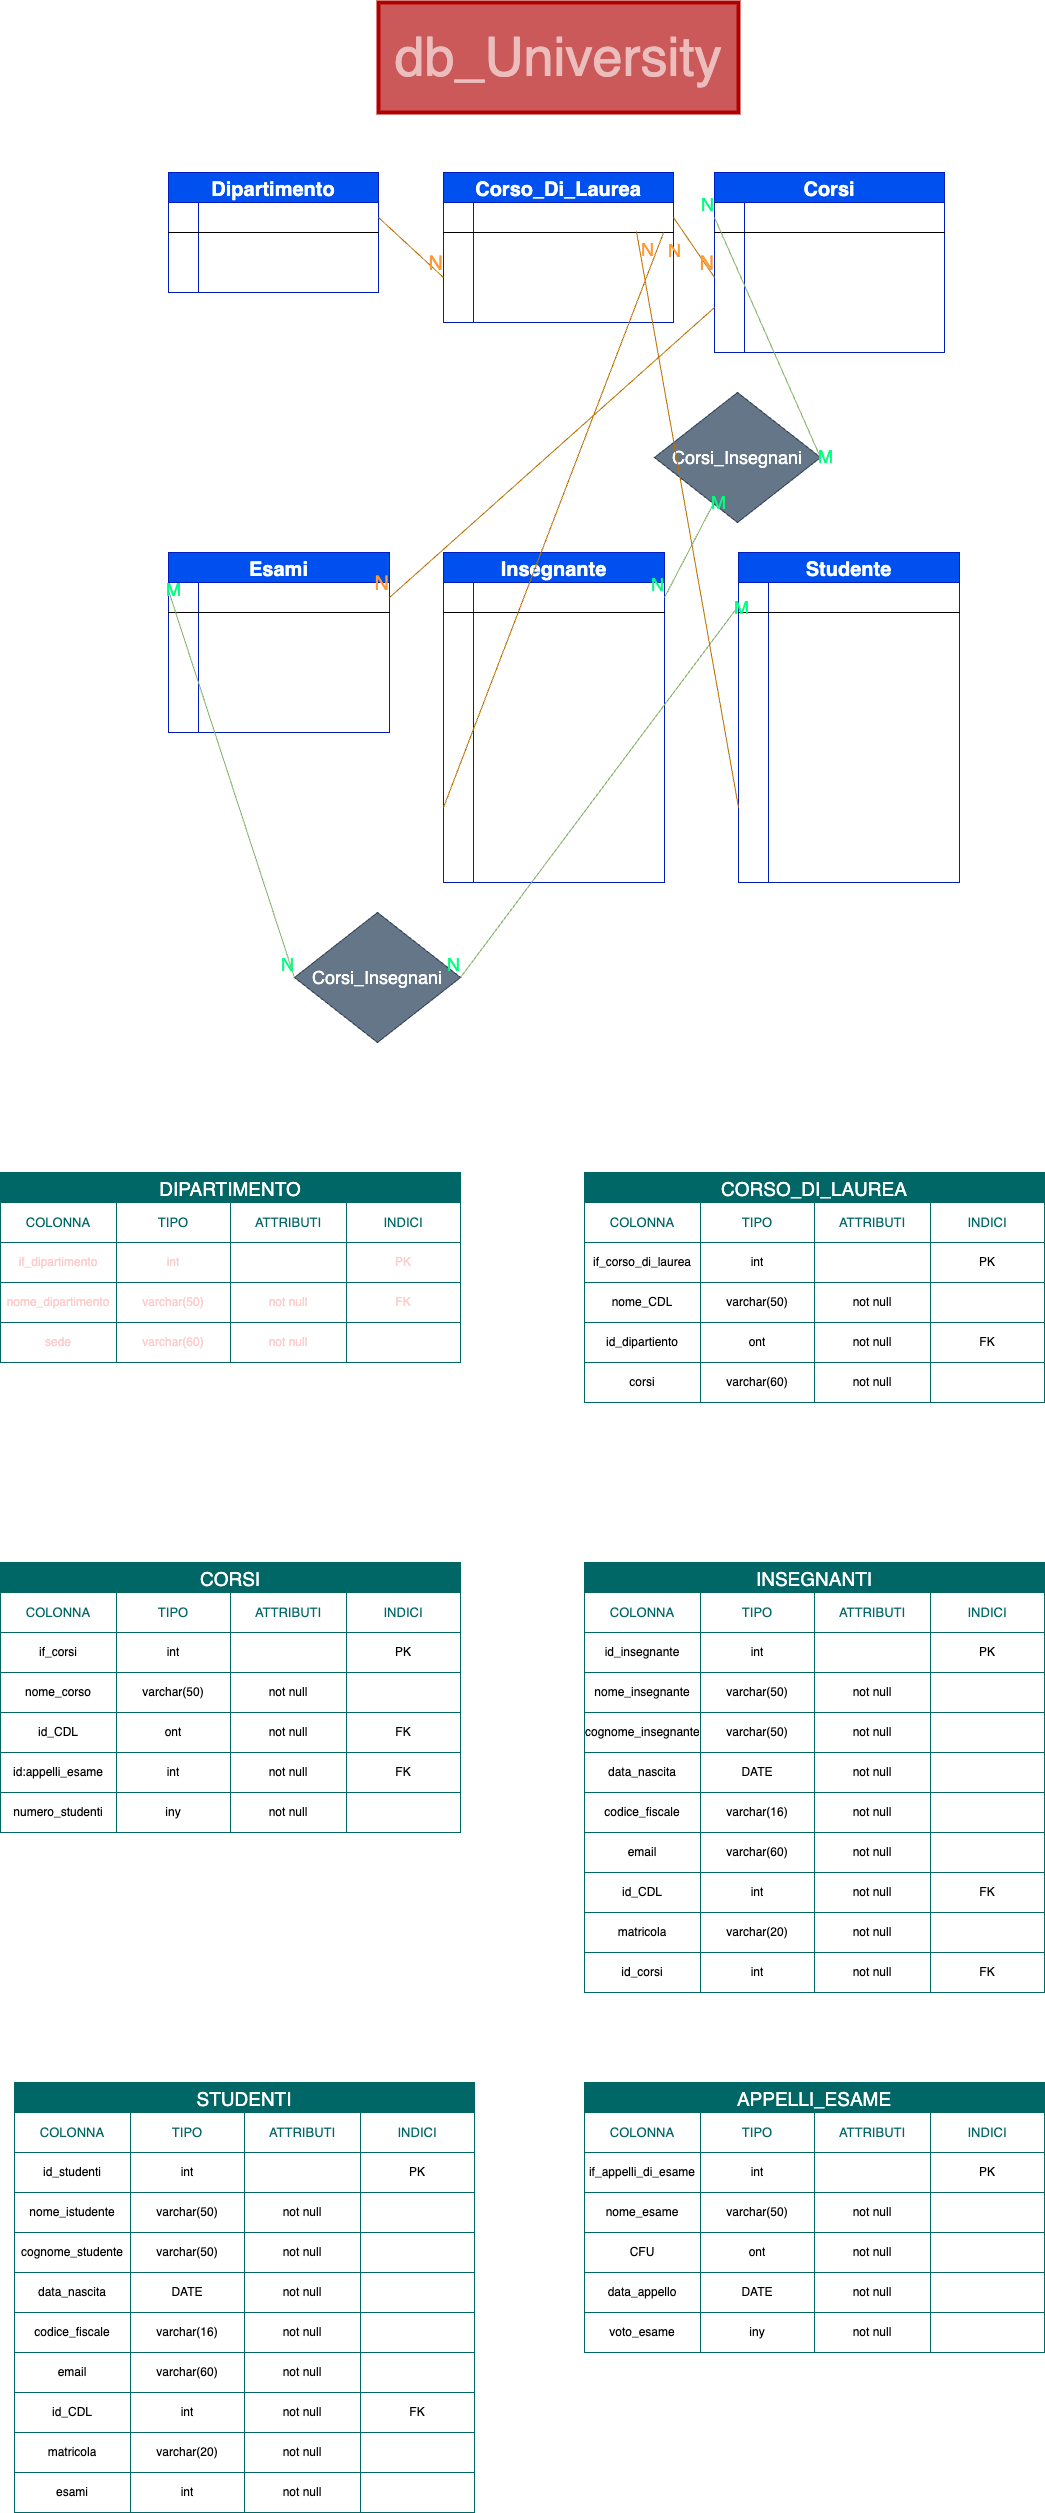 db_University
Dipartimento
Corso_Di_Laurea
Corsi
N
N
N
N
N
Corsi_Insegnani
M
M
Esami
Insegnante
Studente
M
N
N
M
N
N
Corsi_Insegnani
DIPARTIMENTO
COLONNA TIPO ATTRIBUTI INDICI
if_dipartimento int PK
nome_dipartimento varchar(50) not null FK
sede varchar(60) not null
CORSO_DI_LAUREA
COLONNA TIPO ATTRIBUTI INDICI
if_corso_di_laurea int PK
nome_CDL varchar(50) not null
id_dipartiento ont not null FK
corsi varchar(60) not null
CORSI
COLONNA TIPO ATTRIBUTI INDICI
if_corsi int PK
nome_corso varchar(50) not null
id_CDL ont not null FK
id:appelli_esame int not null FK
numero_studenti iny not null
INSEGNANTI
COLONNA TIPO ATTRIBUTI INDICI
id_insegnante int PK
nome_insegnante varchar(50) not null
cognome_insegnante varchar(50) not null
data_nascita DATE not null
codice_fiscale varchar(16) not null
email varchar(60) not null
id_CDL int not null FK
matricola varchar(20) not null
id_corsi int not null FK
STUDENTI
COLONNA TIPO ATTRIBUTI INDICI
id_studenti int PK
nome_istudente varchar(50) not null
cognome_studente varchar(50) not null
data_nascita DATE not null
codice_fiscale varchar(16) not null
email varchar(60) not null
id_CDL int not null FK
matricola varchar(20) not null
esami int not null
APPELLI_ESAME
COLONNA TIPO ATTRIBUTI INDICI
if_appelli_di_esame int PK
nome_esame varchar(50) not null
CFU ont not null
data_appello DATE not null
voto_esame iny not null